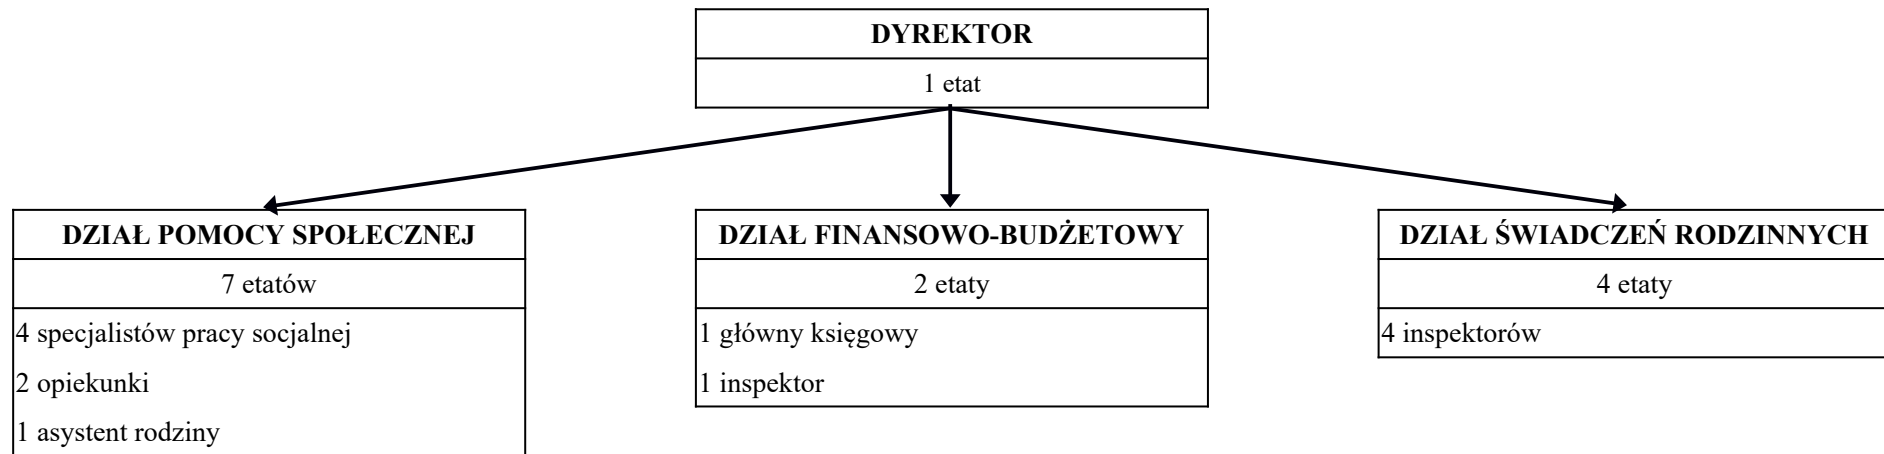 DYREKTOR
1 etat
DZIAŁ POMOCY SPOŁECZNEJ
7 etatów
4 specjalistów pracy socjalnej
2 opiekunki
1 asystent rodziny
DZIAŁ FINANSOWO-BUDŻETOWY
2 etaty
1 główny księgowy
1 inspektor
DZIAŁ ŚWIADCZEŃ RODZINNYCH
4 etaty
4 inspektorów